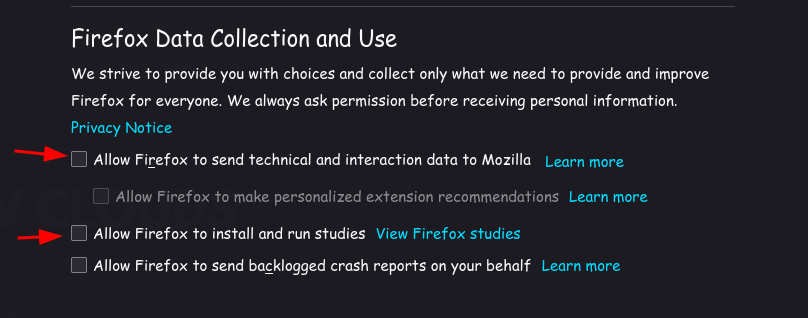 Firefox Data Collection and Use
We strive to provide you with choices and collect only what we need to provide and improve
Firefox for everyone. We always ask permission before receiving personal information.
Privacy Notice
Allow Firefox to send technical and interaction data to Mozilla Learn more
Allow Firefox to make personalized extension recommendations Learn more
Allow Firefox to install and run studies View Firefox studies
Allow Firefox to send backlogged crash reports on your behalf Learn more